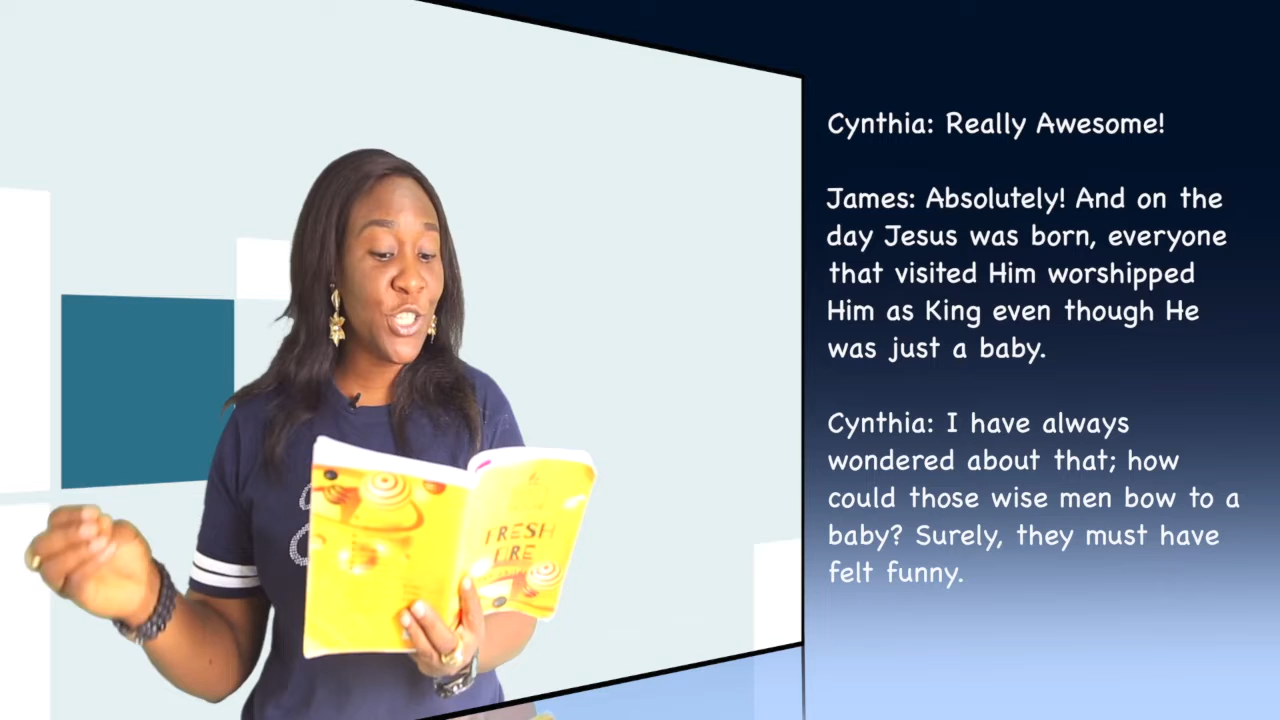 Cynthia: Really Awesome!
James: Absolutely! And on the
day Jesus was born, everyone
that visited Him worshipped
Him as King even though He
was just a baby.
Cynthia: I have always
wondered about that; how
could those wise men bow to a
baby? Surely, they must have
felt funny.
FRESH
FIRE